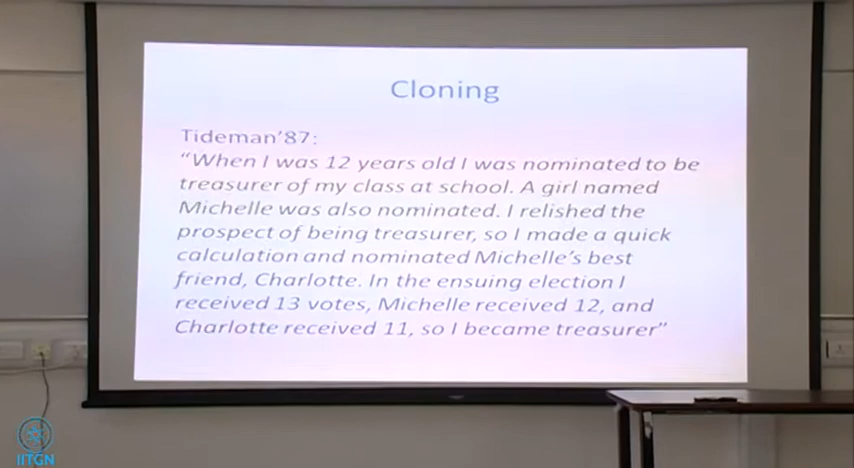 Cloning
Tideman'87:
"When I was 12 years old I was nominated to be
treasurer of my class at school. A girl named
Michelle was also nominated. I relished the
prospect of being treasurer, so I made a quick
calculation and nominated Michelle's best
friend, Charlotte. In the ensuing election I
received 13 votes, Michelle received 12, and
Charlotte received 11, so I became treasurer"
IITGN